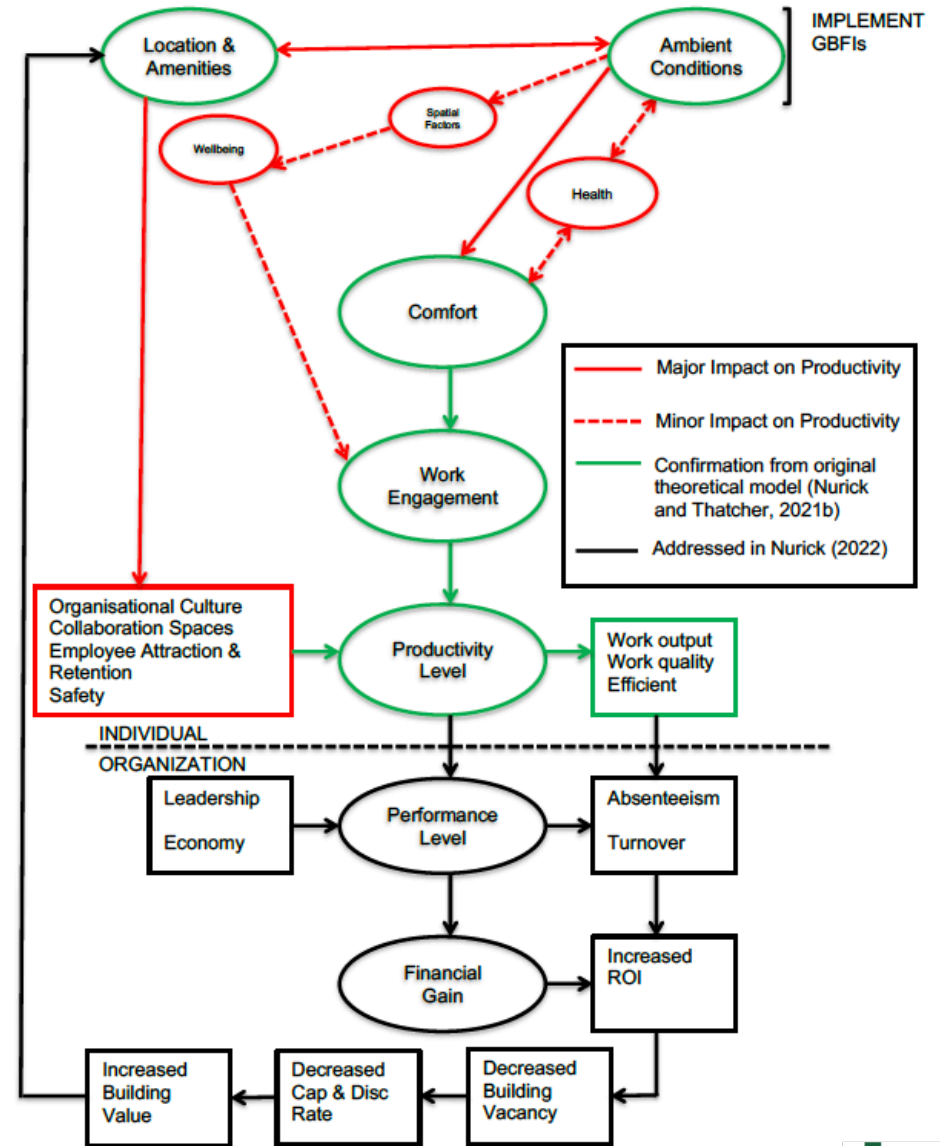 IMPLEMENT
GBFIs
Location &
Amenities
Ambient
Conditions
Spatial
Factors
Wellbeing
Health
Comfort
Major Impact on Productivity
Minor Impact on Productivity
Confirmation from original
theoretical model (Nurick
and Thatcher, 2021b)
Addressed in Nurick (2022)
Work
Engagement
Organisational Culture
Collaboration Spaces
Employee Attraction &
Retention
Safety
Productivity
Level
Work output
Work quality
Efficient
INDIVIDUAL
ORGANIZATION
Leadership
Economy
Performance
Level
Absenteeism
Turnover
Financial
Gain
Increased
ROI
Increased
Building
Value
Decreased
Cap & Disc
Rate
Decreased
Building
Vacancy